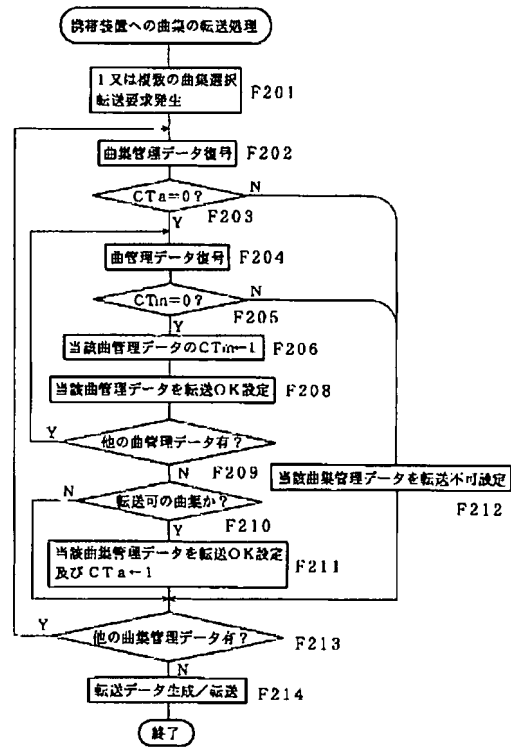 携帯装置への曲集の転送処理
1又は複数の曲集選択
転送要求発生
F201
曲集管理データ復号
F202
CTa=0?
N
F203
Y
曲管理データ復号
F204
CTm=0?
N
F205
Y
当該曲管理データのCTm←1
F206
当該曲管理データを転送OK設定
F208
Y
他の曲管理データ有?
N
F209
N
転送可の曲集か?
当該曲集管理データを転送不可設定
F210
F212
Y
当該曲集管理データを転送OK設定
及びCTa←1
F211
Y
他の曲集管理データ有?
F213
N
転送データ生成/転送
F214
終了